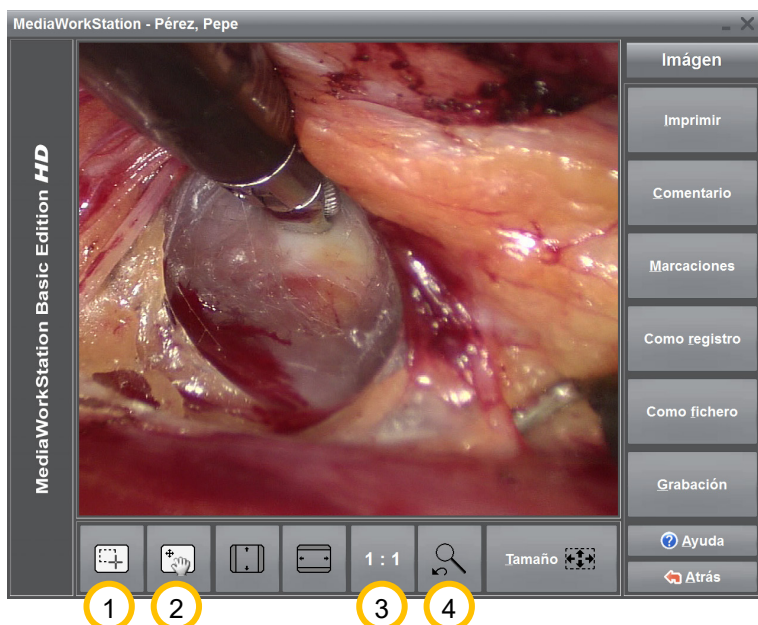 MediaWorkStation - Pérez, Pepe
MediaWorkStation Basic Edition HD
Imágen
Imprimir
Comentario
Marcaciones
Como registro
Como fichero
Grabación
Ayuda
Atrás
1 : 1
Tamaño
1
2
3
4